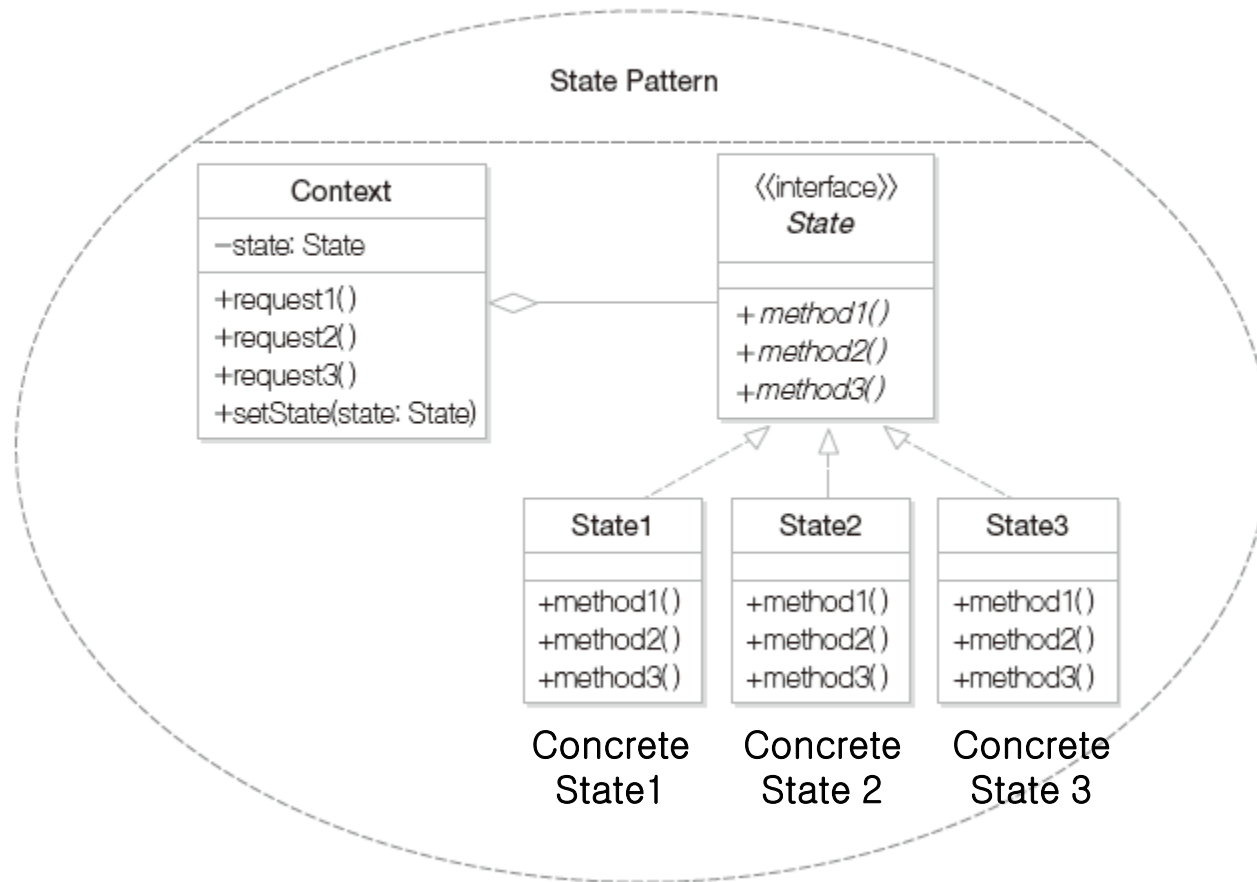 State Pattern
Context
-state: State
+request1()
+request2()
+request3()
+setState(state: State)
《interface》
State
+ method1()
+method2()
+method3()
State1
+method1()
+method2()
+method3()
State2
+method1()
+method2()
+method3()
State3
+method1()
+method2()
+method3()
Concrete
State1
Concrete
State 2
Concrete
State 3